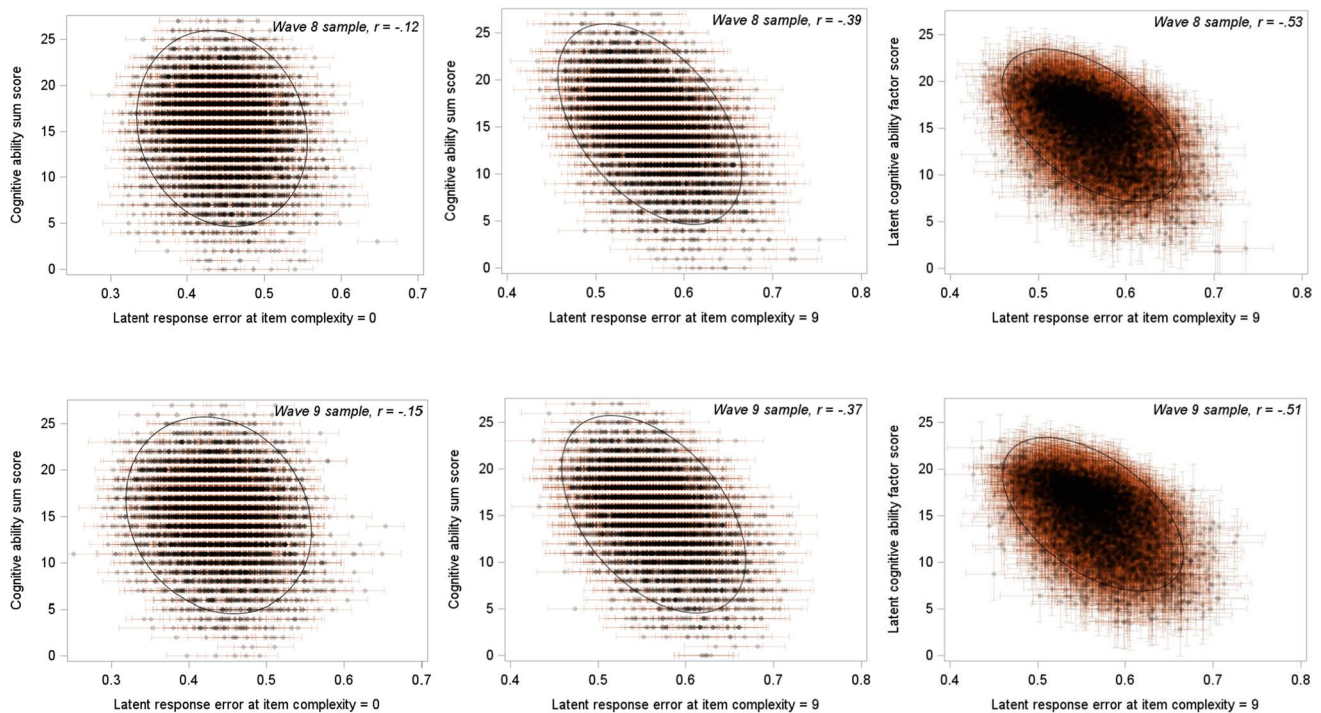 Wave 8 sample, r = -.12
Cognitive ability sum score
25
20
15
10
5
0
0.3 0.4 0.5 0.6 0.7
Latent response error at item complexity = 0
Wave 8 sample, r = -.39
Cognitive ability sum score
25
20
15
10
5
0
0.4 0.5 0.6 0.7 0.8
Latent response error at item complexity = 9
Wave 8 sample, r = -.53
Latent cognitive ability factor score
25
20
15
10
5
0
0.4 0.5 0.6 0.7 0.8
Latent response error at item complexity = 9
Wave 9 sample, r = -.15
Cognitive ability sum score
25
20
15
10
5
0
0.3 0.4 0.5 0.6 0.7
Latent response error at item complexity = 0
Wave 9 sample, r = -.37
Cognitive ability sum score
25
20
15
10
5
0
0.4 0.5 0.6 0.7 0.8
Latent response error at item complexity = 9
Wave 9 sample, r = -.51
Latent cognitive ability factor score
25
20
15
10
5
0
0.4 0.5 0.6 0.7 0.8
Latent response error at item complexity = 9